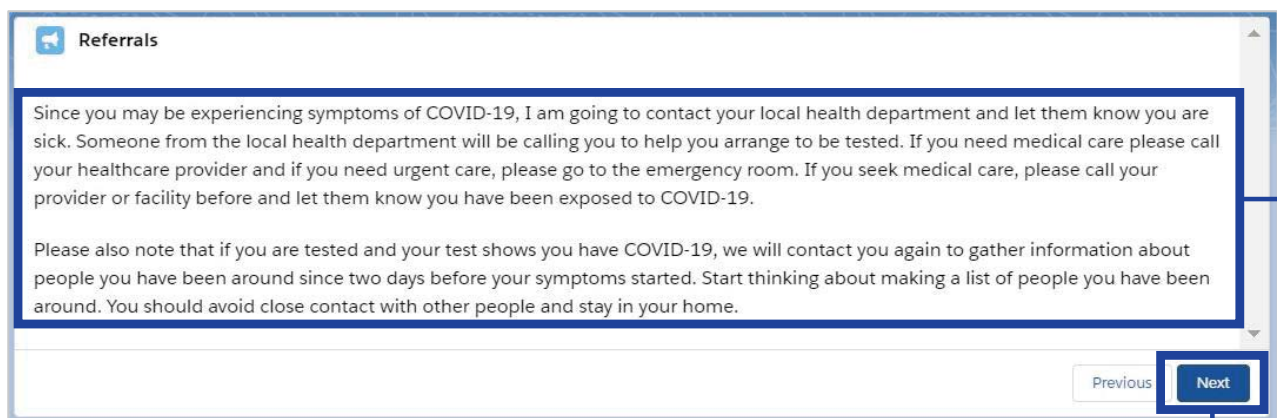 Referrals
Since you may be experiencing symptoms of COVID-19, I am going to contact your local health department and let them know you are
sick. Someone from the local health department will be calling you to help you arrange to be tested. If you need medical care please call
your healthcare provider and if you need urgent care, please go to the emergency room. If you seek medical care, please call your
provider or facility before and let them know you have been exposed to COVID-19.
Please also note that if you are tested and your test shows you have COVID-19, we will contact you again to gather information about
people you have been around since two days before your symptoms started. Start thinking about making a list of people you have been
around. You should avoid close contact with other people and stay in your home.
Previous Next